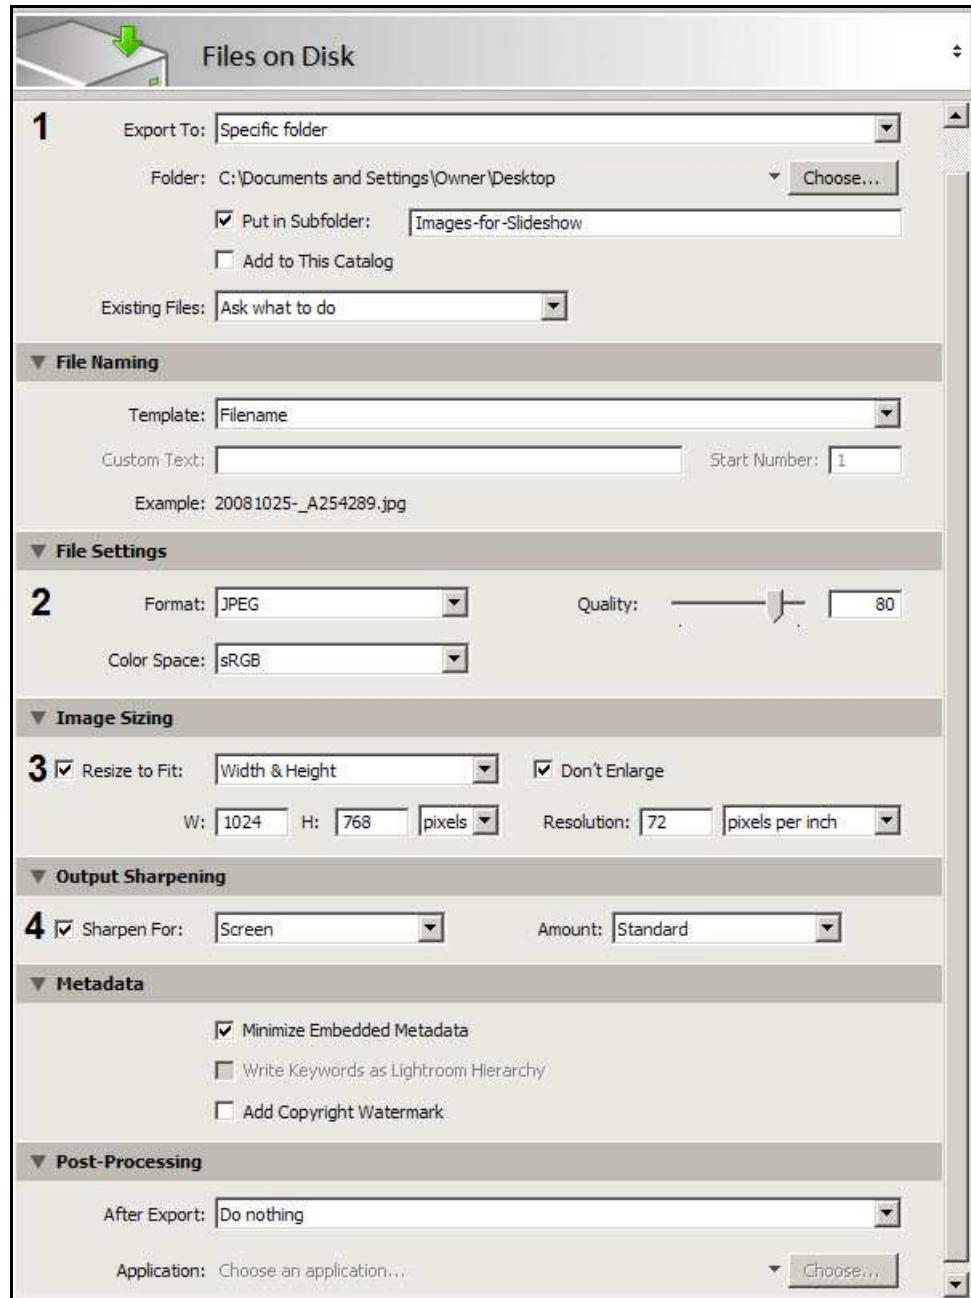 Files on Disk
1 Export To: Specific folder
Folder: C:\Documents and Settings\Owner\Desktop Choose...
Put in Subfolder: Images-for-Slideshow
Add to This Catalog
Existing Files: Ask what to do
File Naming
Template: Filename
Custom Text: Start Number: 1
Example: 20081025-_A254289.jpg
File Settings
2 Format: JPEG Quality: 80
Color Space: sRGB
Image Sizing
3 Resize to Fit: Width & Height Don't Enlarge
W: 1024 H: 768 pixels Resolution: 72 pixels per inch
Output Sharpening
4 Sharpen For: Screen Amount: Standard
Metadata
Minimize Embedded Metadata
Write Keywords as Lightroom Hierarchy
Add Copyright Watermark
Post-Processing
After Export: Do nothing
Application: Choose an application... Choose...